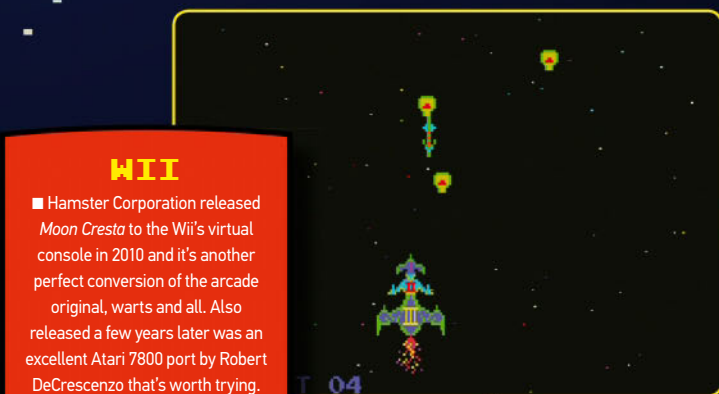 WII
■ Hamster Corporation released
Moon Cresta to the Wii's virtual
console in 2010 and it's another
perfect conversion of the arcade
original, warts and all. Also
released a few years later was an
excellent Atari 7800 port by Robert
DeCrescenzo that's worth trying.
04